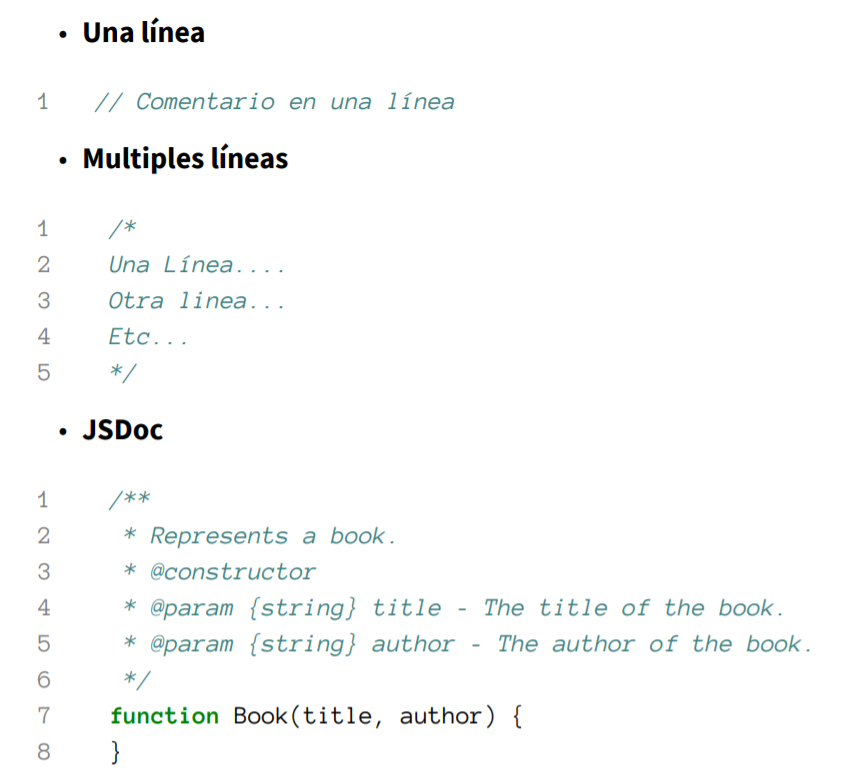 • Una línea
1 // Comentario en una línea
• Multiples líneas
1 /*
2 Una Línea....
3 Otra linea...
4 Etc...
5 */
• JSDoc
1 /**
2 * Represents a book.
3 * @constructor
4 * @param {string} title - The title of the book.
5 * @param {string} author - The author of the book.
6 */
7 function Book(title, author) {
8 }